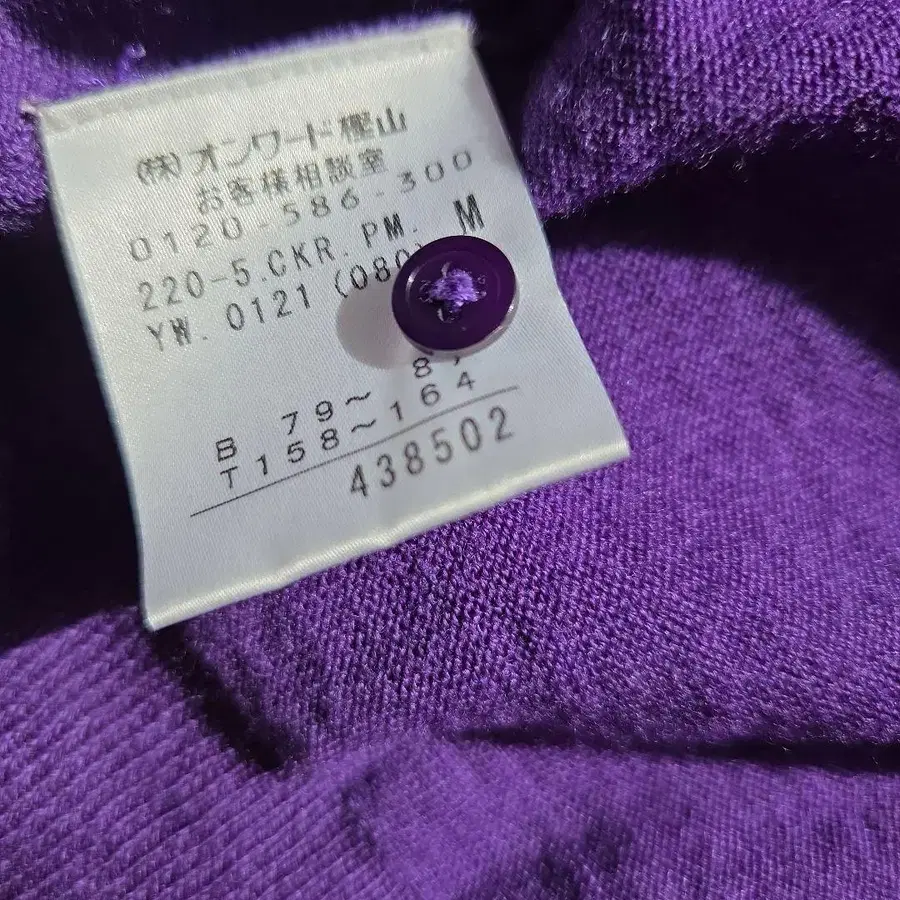 ㈱オンワード樫山
お客様相談室
0120-586-300
220-5.CKR.PM. M
YW. 0121 (080
B 79～ 87
T158～164
438502